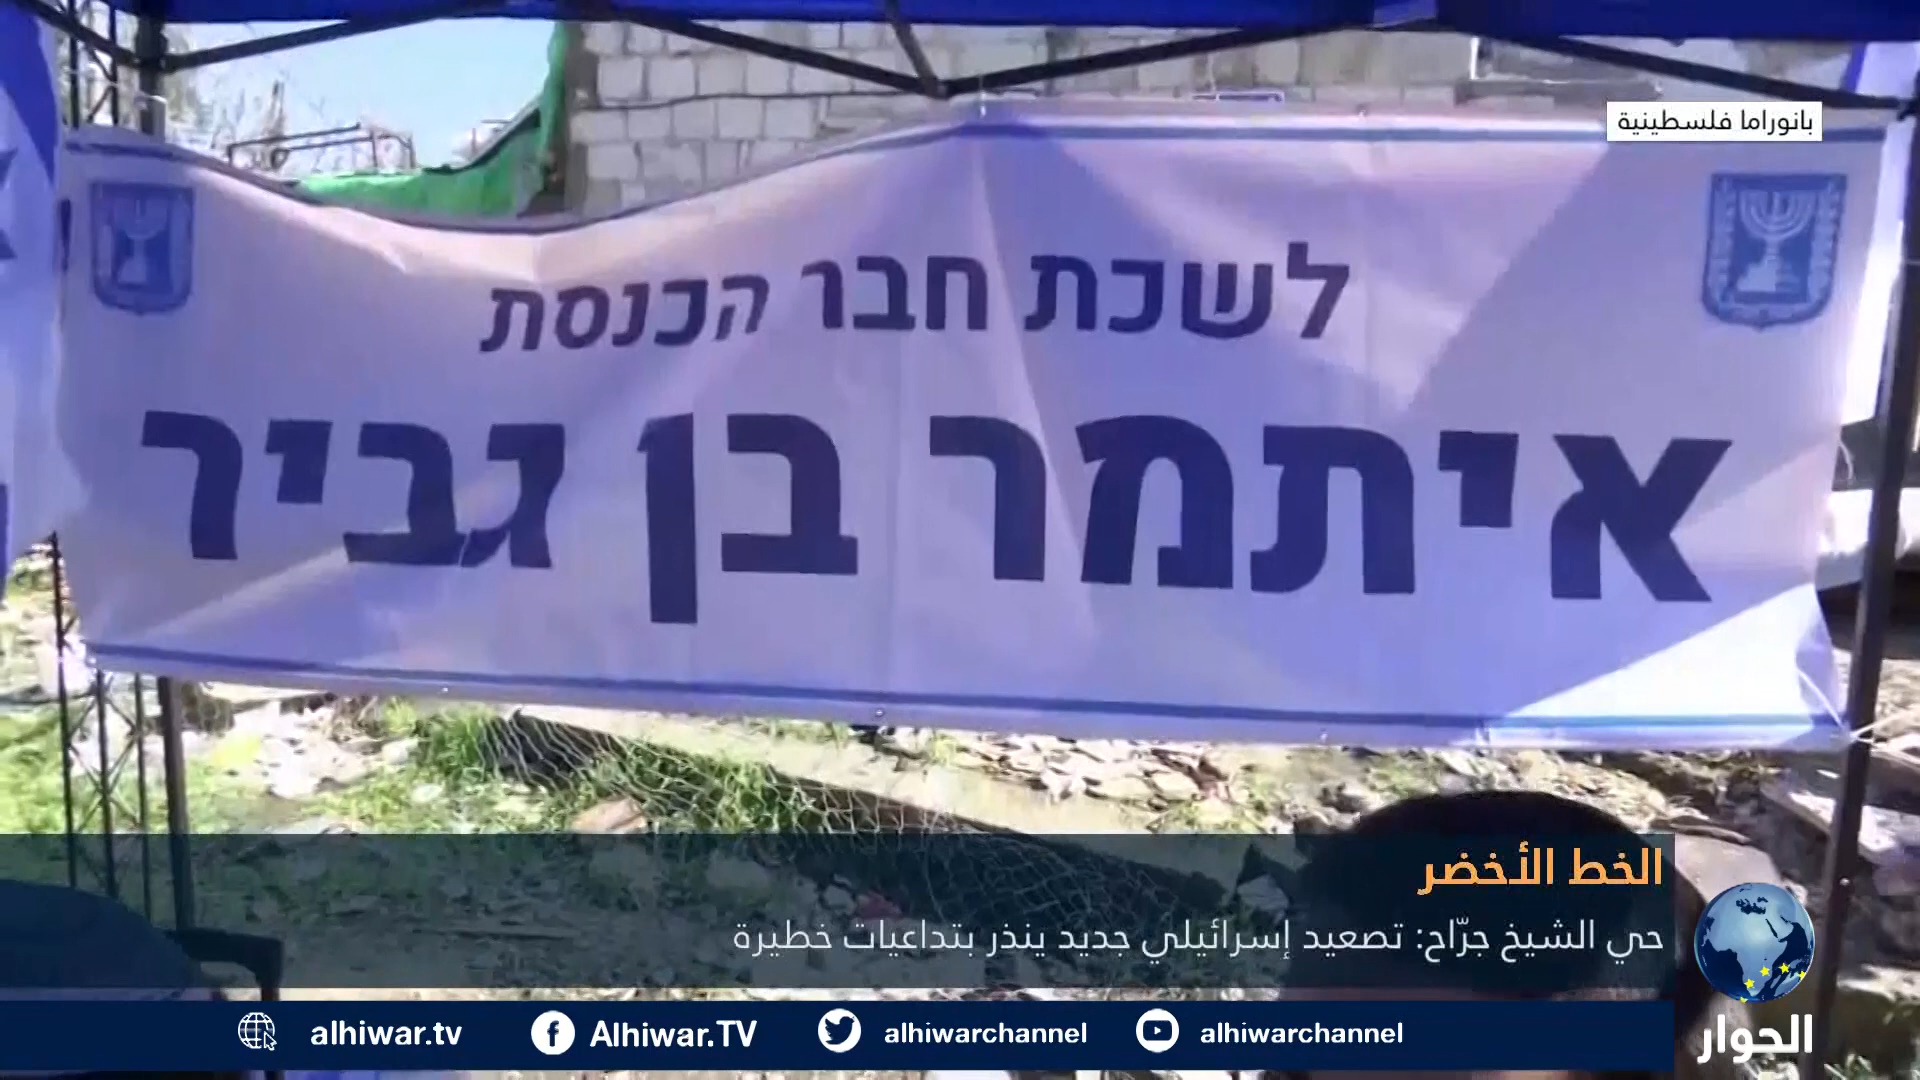 بانوراما فلسطينية
לשכת חבר הכנסת
איתמר בן גביר
الخط الأخضر
حي الشيخ جرّاح: تصعيد إسرائيلي جديد ينذر بتداعيات خطيرة
alhiwar.tv Alhiwar.TV alhiwarchannel alhiwarchannel
الحوار